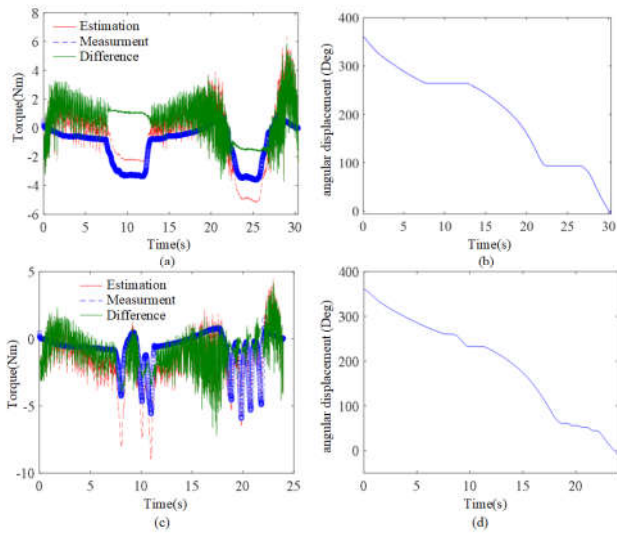 8
6
4
2
0
-2
-4
-6
Torque(Nm)
Estimation
Measurment
Difference
0 5 10 15 20 25 30
Time(s)
(a)
400
300
200
100
0
angular displacement (Deg)
0 5 10 15 20 25 30
Time(s)
(b)
5
0
-5
-10
Torque(Nm)
Estimation
Measurment
Difference
0 5 10 15 20 25
Time(s)
(c)
400
300
200
100
0
angular displacement (Deg)
0 5 10 15 20
Time(s)
(d)